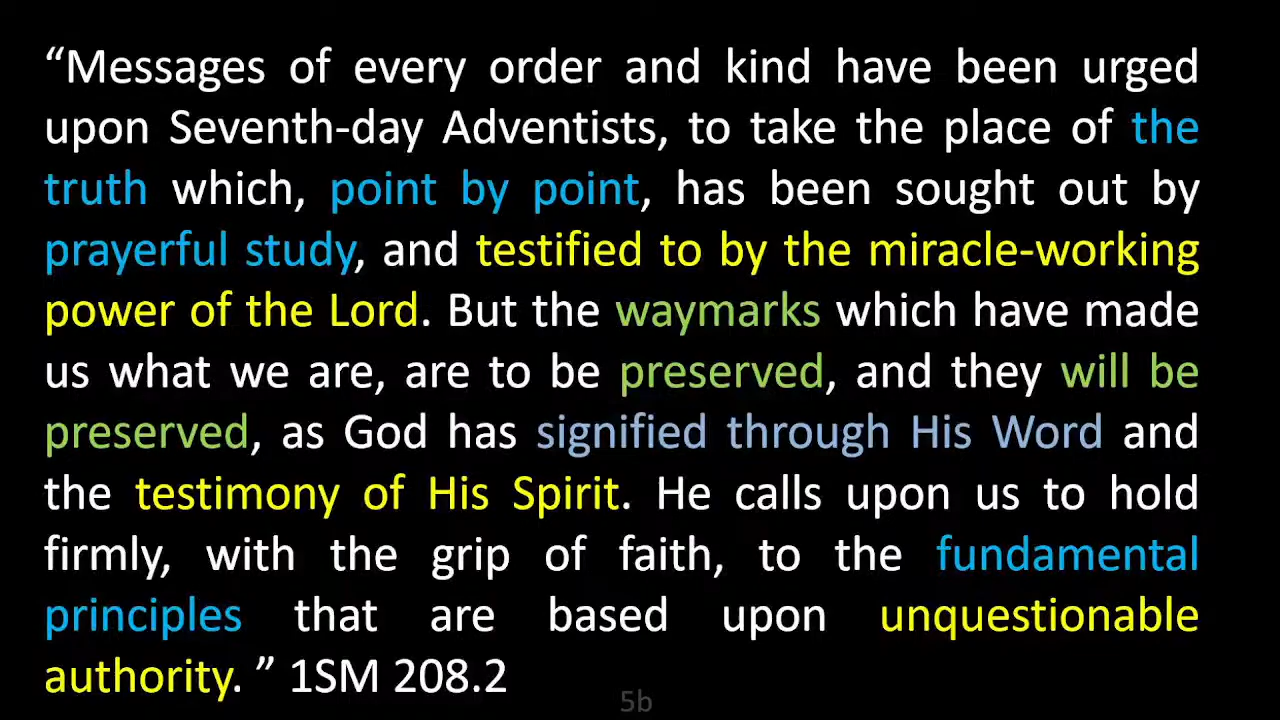 “Messages of every order and kind have been urged
upon Seventh-day Adventists, to take the place of the
truth which, point by point, has been sought out by
prayerful study, and testified to by the miracle-working
power of the Lord. But the waymarks which have made
us what we are, are to be preserved, and they will be
preserved, as God has signified through His Word and
the testimony of His Spirit. He calls upon us to hold
firmly, with the grip of faith, to the fundamental
principles that are based upon unquestionable
authority. ” 1SM 208.2
5b